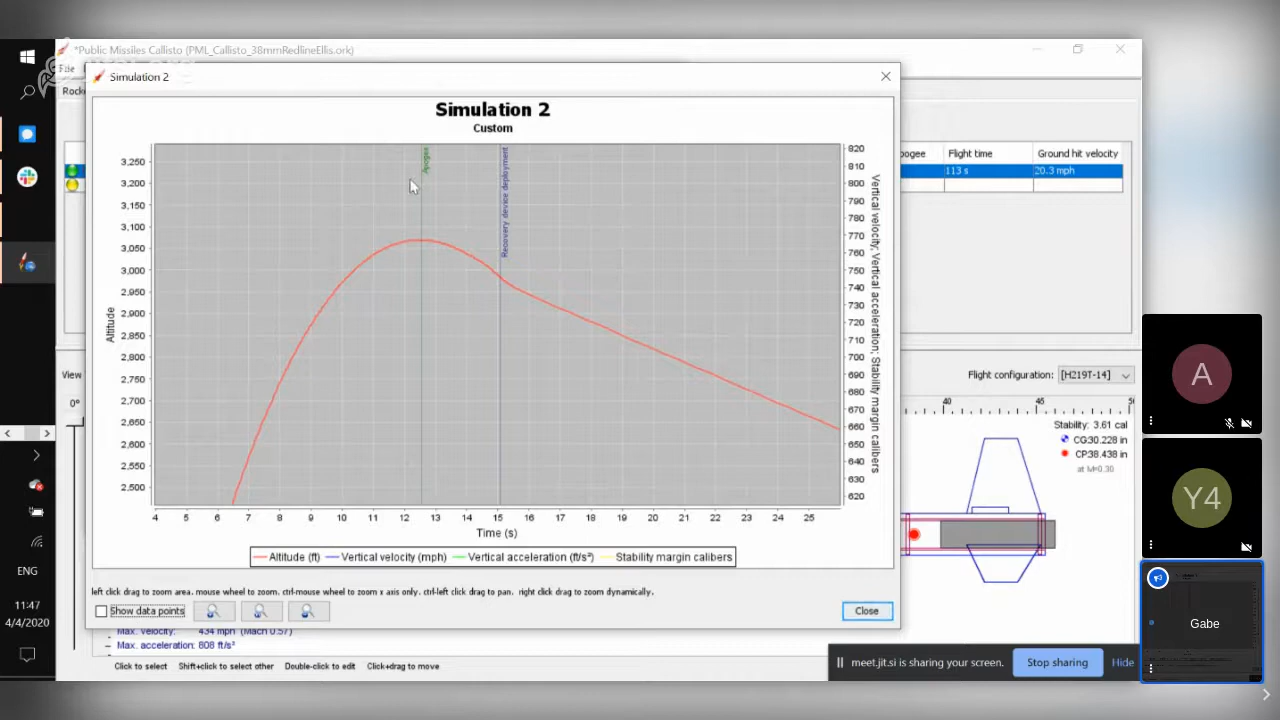 *Public Missiles Callisto (PML_Callisto_38mmRedlineEllis.ork)
File
Simulation 2
Rocke
Simulation 2
Custom
pogee Flight time Ground hit velocity
113 s 20.3 mph
Apogee
Recovery device deployment
3,250
3,200
3,150
3,100
3,050
3,000
2,950
2,900
2,850
2,800
2,750
2,700
2,650
2,600
2,550
2,500
Altitude
820
810
800
790
780
770
760
750
740
730
720
710
700
690
680
670
660
650
640
630
620
Vertical velocity; Vertical acceleration; Stability margin calibers
4 5 6 7 8 9 10 11 12 13 14 15 16 17 18 19 20 21 22 23 24 25
Time (s)
Altitude (ft) Vertical velocity (mph) Vertical acceleration (ft/s²) Stability margin calibers
left click drag to zoom area. mouse wheel to zoom. ctrl-mouse wheel to zoom x axis only. ctrl-left click drag to pan. right click drag to zoom dynamically.
Show data points
Close
View
0°
Flight configuration: [H219T-14]
40 45 50
Stability: 3.61 cal
CG30.228 in
CP38.438 in
at M=0.30
Max. velocity: 434 mph (Mach 0.57)
Max. acceleration: 808 ft/s²
Click to select Shift+click to select other Double-click to edit Click+drag to move
meet.jit.si is sharing your screen. Stop sharing Hide
ENG
11:47
4/4/2020
A
Y4
Gabe